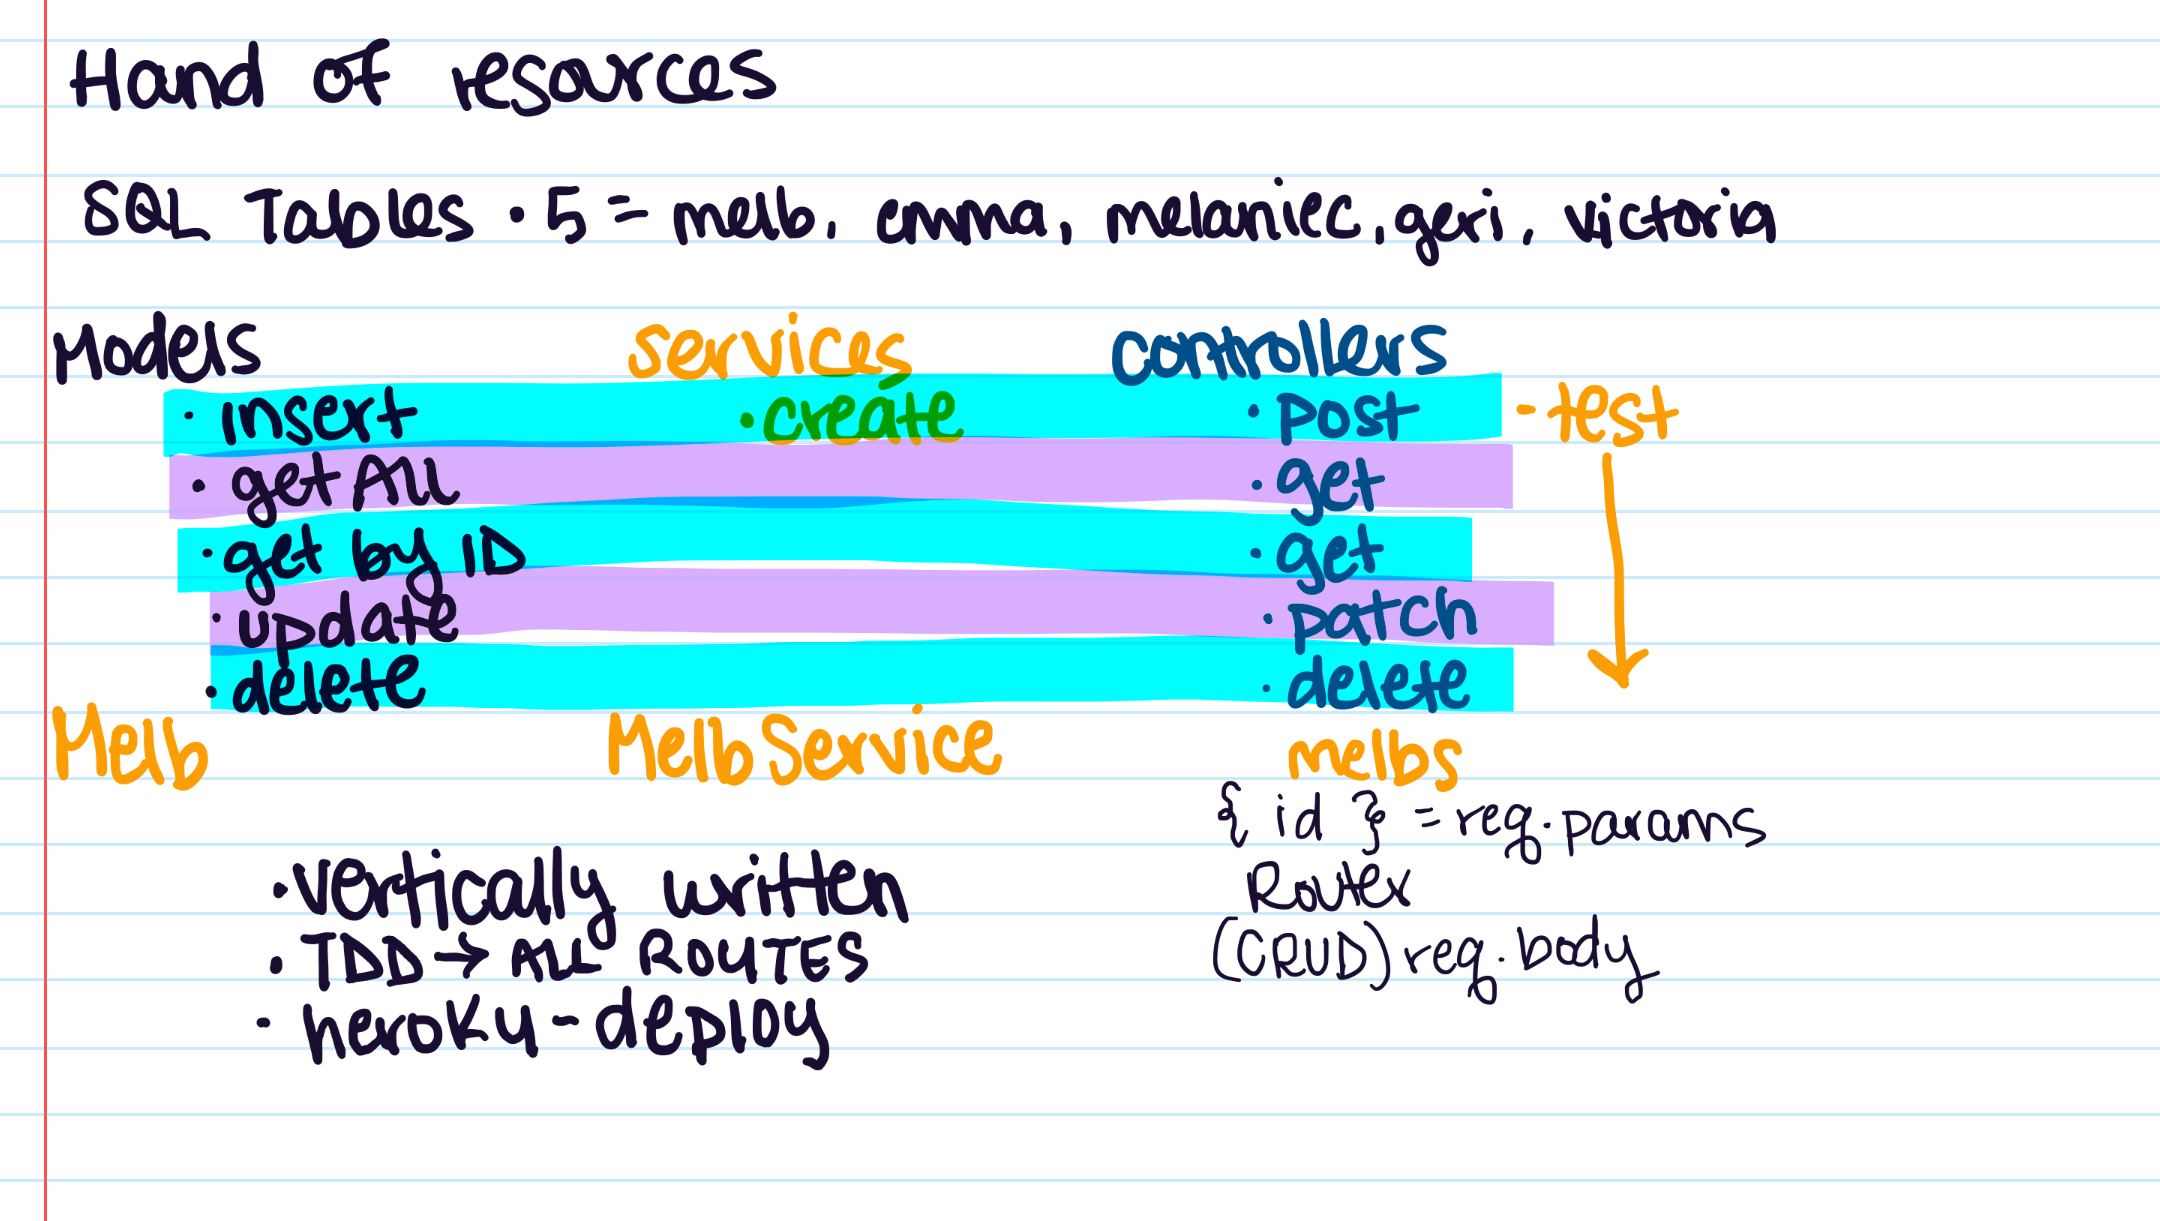 Hand of resources
SQL Tables · 5 = melb, emma, melaniec, geri, victoria
Models services controllers
· insert · create · post - test
· getAll · get
· get by ID · get
· update · patch
· delete · delete
Melb MelbService melbs
{ id } = req.params
Router
(CRUD) req.body
· vertically written
· TDD → ALL ROUTES
· heroku - deploy